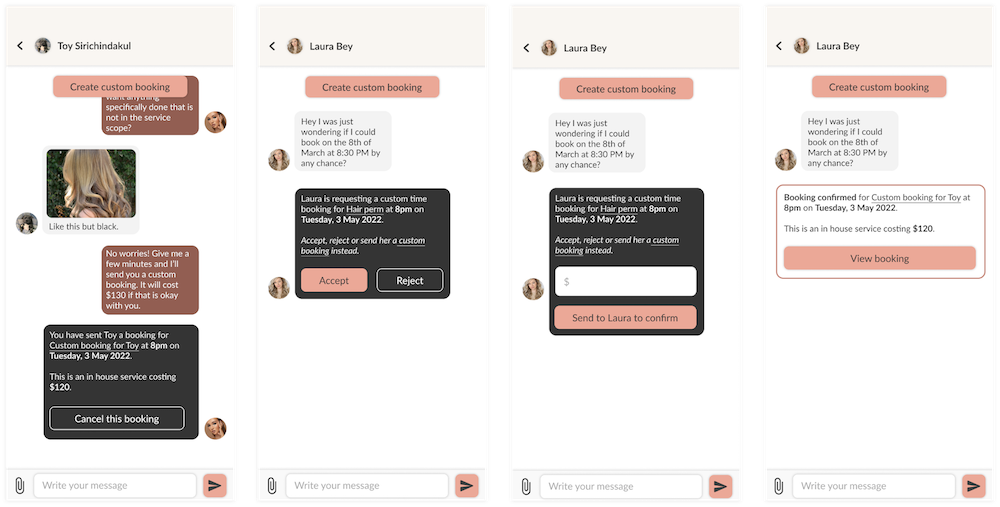 Toy Sirichindakul
Create custom booking
want anything
specifically done that is
not in the service
scope?
Like this but black.
No worries! Give me a
few minutes and I'll
send you a custom
booking. It will cost
$130 if that is okay
with you.
You have sent Toy a booking for
Custom booking for Toy at 8pm on
Tuesday, 3 May 2022.
This is an in house service costing
$120.
Cancel this booking
Write your message
Laura Bey
Create custom booking
Hey I was just
wondering if I could
book on the 8th of
March at 8:30 PM by
any chance?
Laura is requesting a custom time
booking for Hair perm at 8pm on
Tuesday, 3 May 2022.
Accept, reject or send her a custom
booking instead.
Accept
Reject
Write your message
Laura Bey
Create custom booking
Hey I was just
wondering if I could
book on the 8th of
March at 8:30 PM by
any chance?
Laura is requesting a custom time
booking for Hair perm at 8pm on
Tuesday, 3 May 2022.
Accept, reject or send her a custom
booking instead.
$
Send to Laura to confirm
Write your message
Laura Bey
Create custom booking
Hey I was just
wondering if I could
book on the 8th of
March at 8:30 PM by
any chance?
Booking confirmed for Custom booking for Toy at
8pm on Tuesday, 3 May 2022.
This is an in house service costing $120.
View booking
Write your message